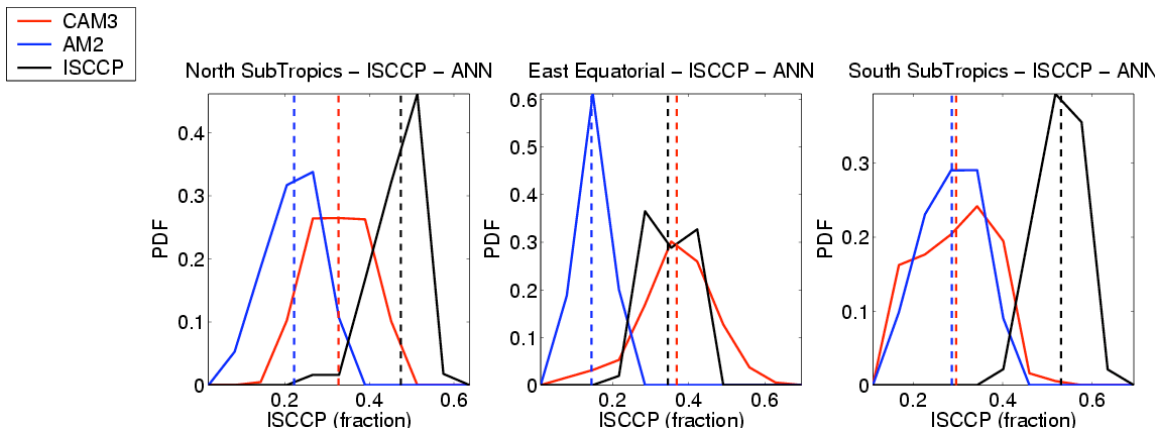 CAM3
AM2
ISCCP
North SubTropics – ISCCP – ANN
0.4
0.3
0.2
0.1
0
PDF
0.2 0.4 0.6
ISCCP (fraction)
East Equatorial – ISCCP – ANN
0.6
0.5
0.4
0.3
0.2
0.1
0
PDF
0.2 0.4 0.6
ISCCP (fraction)
South SubTropics – ISCCP – ANN
0.3
0.2
0.1
0
PDF
0.2 0.4 0.6
ISCCP (fraction)